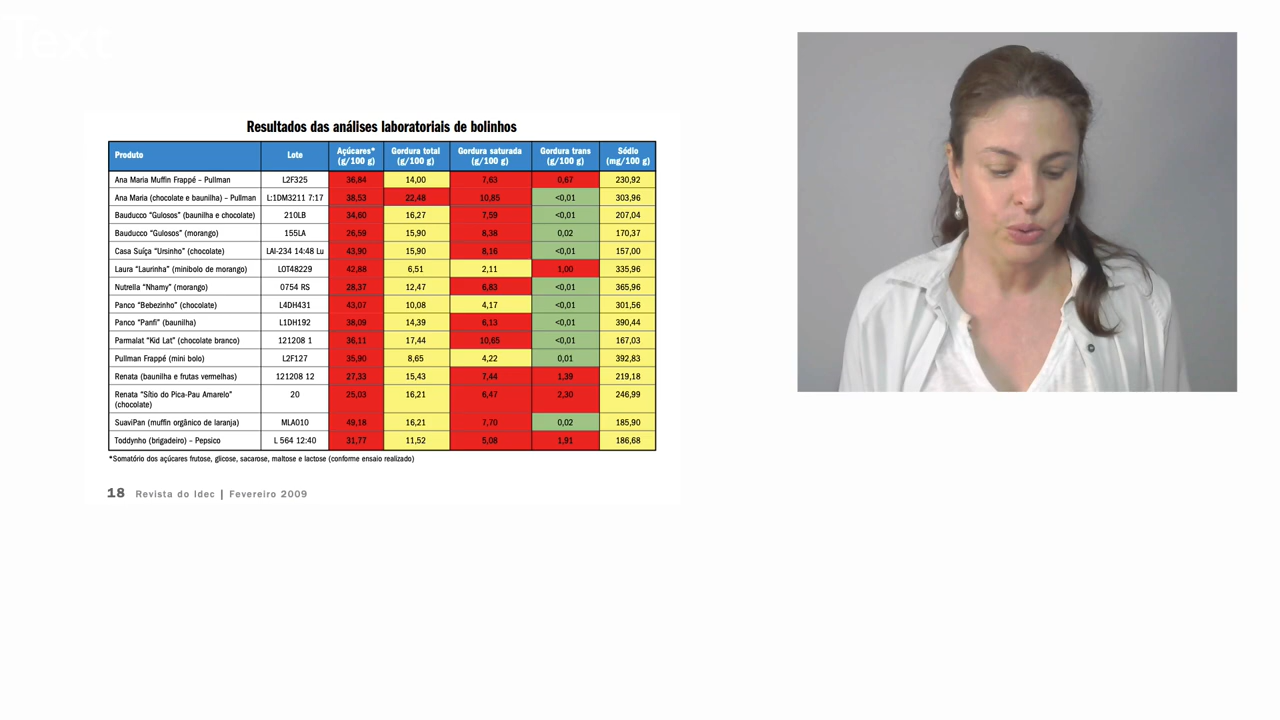 Text
Resultados das análises laboratoriais de bolinhos
Produto Lote Açúcares* (g/100 g) Gordura total (g/100 g) Gordura saturada (g/100 g) Gordura trans (g/100 g) Sódio (mg/100 g)
Ana Maria Muffin Frappé – Pullman L2F325 36,84 14,00 7,63 0,67 230,92
Ana Maria (chocolate e baunilha) – Pullman L:1DM3211 7:17 38,53 22,48 10,85 <0,01 303,96
Bauducco “Gulosos” (baunilha e chocolate) 210LB 34,60 16,27 7,59 <0,01 207,04
Bauducco “Gulosos” (morango) 155LA 26,59 15,90 8,38 0,02 170,37
Casa Suíça “Ursinho” (chocolate) LAI-234 14:48 Lu 43,90 15,90 8,16 <0,01 157,00
Laura “Laurinha” (minibolo de morango) LOT48229 42,88 6,51 2,11 1,00 335,96
Nutrella “Nhamy” (morango) 0754 RS 28,37 12,47 6,83 <0,01 365,96
Panco “Bebezinho” (chocolate) L4DH431 43,07 10,08 4,17 <0,01 301,56
Panco “Panfi” (baunilha) L1DH192 38,09 14,39 6,13 <0,01 390,44
Parmalat “Kid Lat” (chocolate branco) 121208 1 36,11 17,44 10,65 <0,01 167,03
Pullman Frappé (mini bolo) L2F127 35,90 8,65 4,22 0,01 392,83
Renata (baunilha e frutas vermelhas) 121208 12 27,33 15,43 7,44 1,39 219,18
Renata “Sítio do Pica-Pau Amarelo” (chocolate) 20 25,03 16,21 6,47 2,30 246,99
SuaviPan (muffin orgânico de laranja) MLA010 49,18 16,21 7,70 0,02 185,90
Toddynho (brigadeiro) – Pepsico L 564 12:40 31,77 11,52 5,08 1,91 186,68
*Somatório dos açúcares frutose, glicose, sacarose, maltose e lactose (conforme ensaio realizado)
18 Revista do Idec | Fevereiro 2009